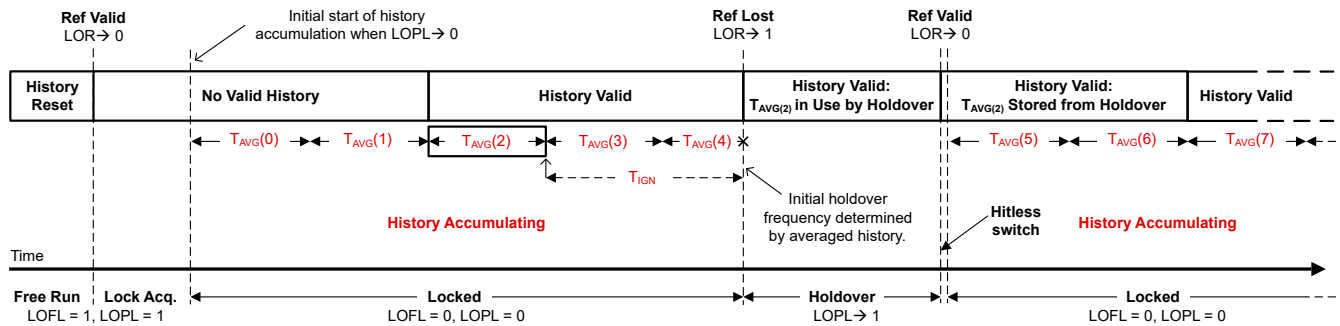 Ref Valid
LOR→ 0
Initial start of history
accumulation when LOPL→ 0
Ref Lost
LOR→ 1
Ref Valid
LOR→ 0
History
Reset
No Valid History
History Valid
History Valid:
TAVG(2) in Use by Holdover
History Valid:
TAVG(2) Stored from Holdover
History Valid
TAVG(0)
TAVG(1)
TAVG(2)
TAVG(3)
TAVG(4)
TAVG(5)
TAVG(6)
TAVG(7)
TIGN
Initial holdover
frequency determined
by averaged history.
History Accumulating
Hitless
switch
History Accumulating
Time
Free Run
LOFL = 1, LOPL = 1
Lock Acq.
Locked
LOFL = 0, LOPL = 0
Holdover
LOPL→ 1
Locked
LOFL = 0, LOPL = 0